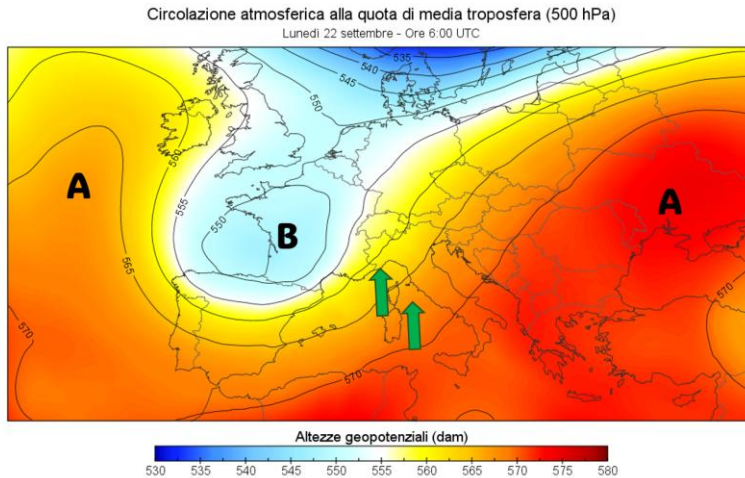 Circolazione atmosferica alla quota di media troposfera (500 hPa)
Lunedì 22 settembre - Ore 6:00 UTC
535
540
545
550
560
A
555
550
B
A
565
570
570
570
Altezze geopotenziali (dam)
530 535 540 545 550 555 560 565 570 575 580